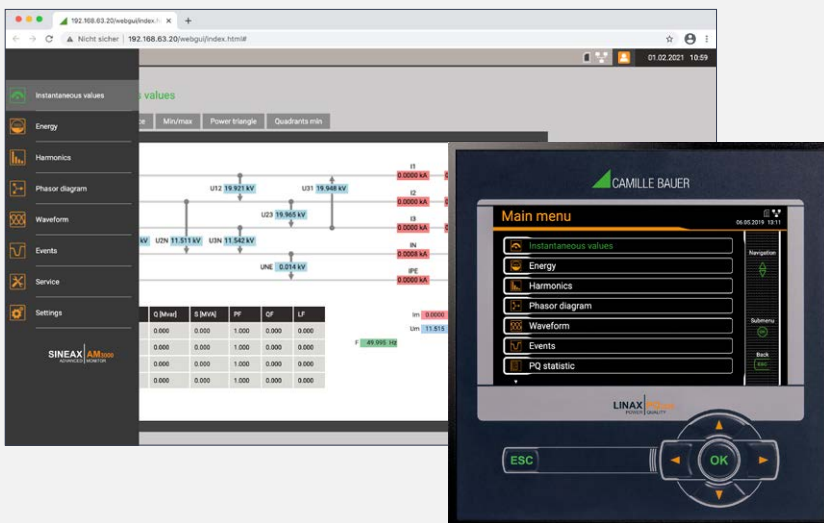 192.168.63.20/webgui/index.h
Nicht sicher | 192.168.63.20/webgui/index.html#
01.02.2021 10:59
Instantaneous values
Energy
Harmonics
Phasor diagram
Waveform
Events
Service
Settings
SINEAX AM3000
ADVANCED MONITOR
values
ce Min/max Power triangle Quadrants min
U12 19.921 kV
U31 19.948 kV
U23 19.965 kV
kV U2N 11.511 kV U3N 11.542 kV
UNE 0.014 kV
I1
0.0000 kA
I2
0.0000 kA
I3
0.0000 kA
IN
0.0008 kA
IPE
0.0000 kA
Q [Mvar] S [MVA] PF QF LF
0.000 0.000 1.000 0.000 0.000
0.000 0.000 1.000 0.000 0.000
0.000 0.000 1.000 0.000 0.000
0.000 0.000 1.000 0.000 0.000
Im 0.0000
Um 11.515
F 49.995 Hz
CAMILLE BAUER
Main menu
06.05.2019 13:11
Instantaneous values
Energy
Harmonics
Phasor diagram
Waveform
Events
PQ statistic
Navigation
Submenu
OK
Back
ESC
LINAX
POWER QUALITY
ESC
OK